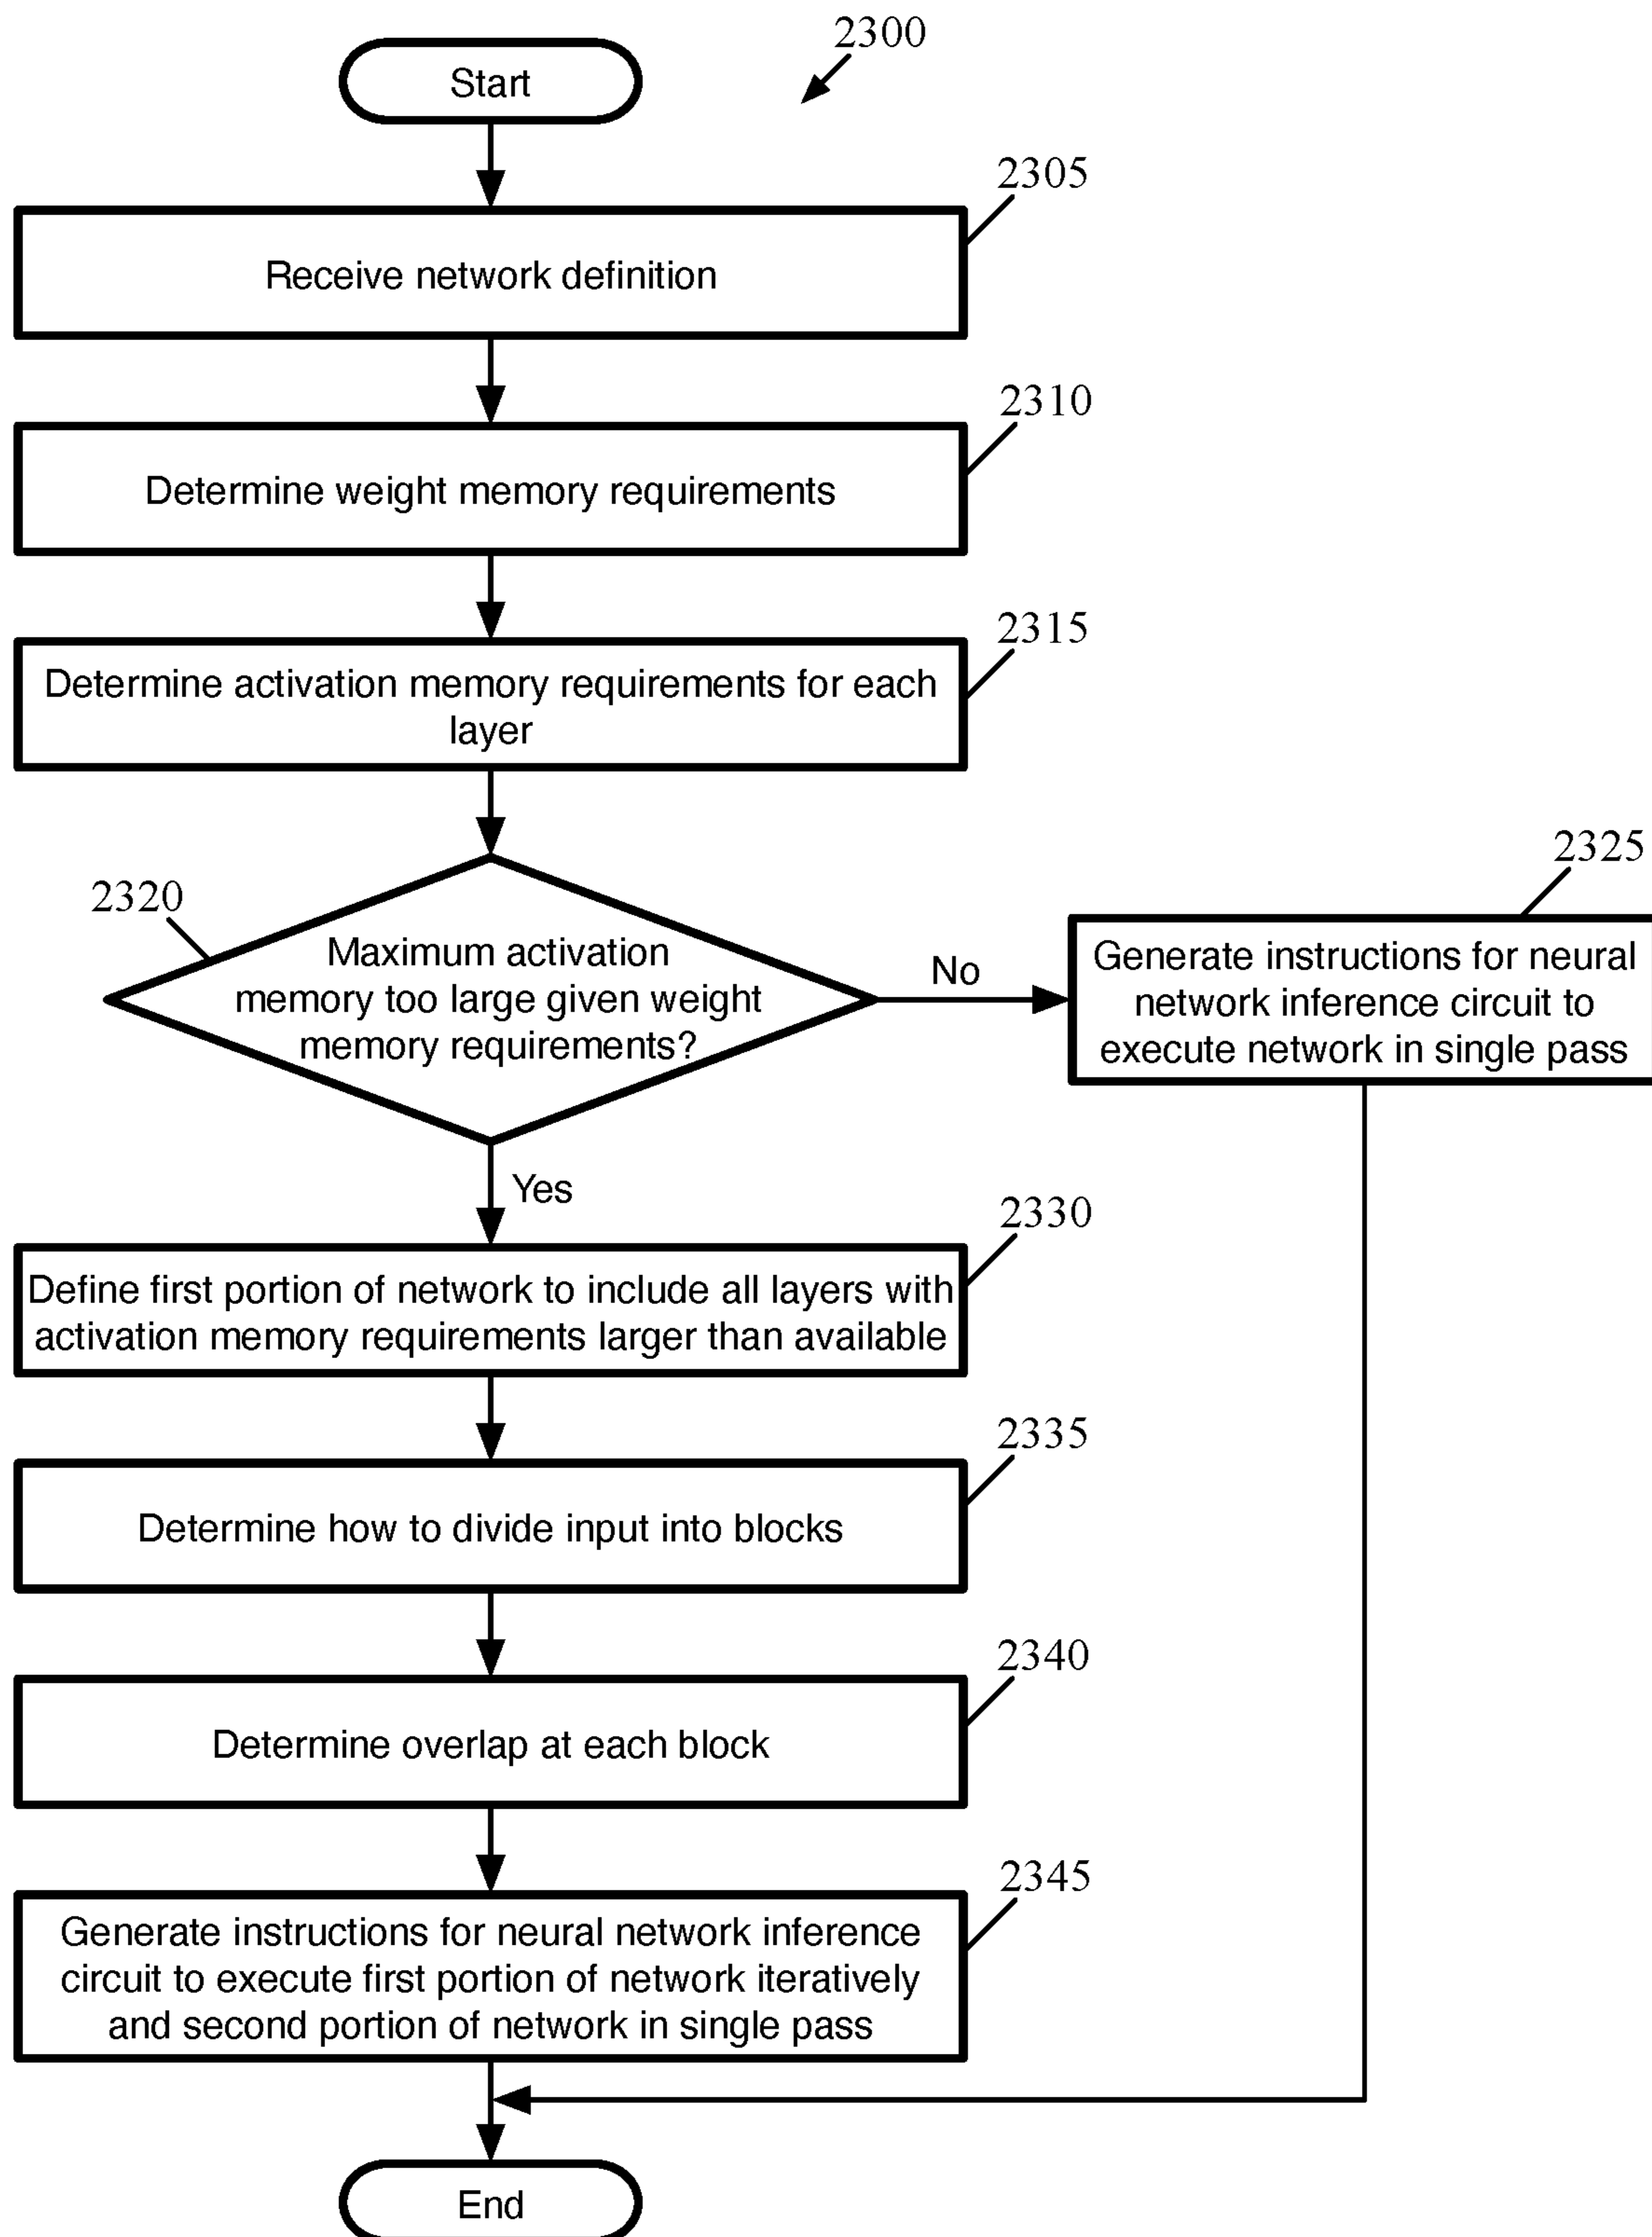 2300
Start
2305
Receive network definition
2310
Determine weight memory requirements
2315
Determine activation memory requirements for each
layer
2320
Maximum activation
memory too large given weight
memory requirements?
No
2325
Generate instructions for neural
network inference circuit to
execute network in single pass
Yes
2330
Define first portion of network to include all layers with
activation memory requirements larger than available
2335
Determine how to divide input into blocks
2340
Determine overlap at each block
2345
Generate instructions for neural network inference
circuit to execute first portion of network iteratively
and second portion of network in single pass
End